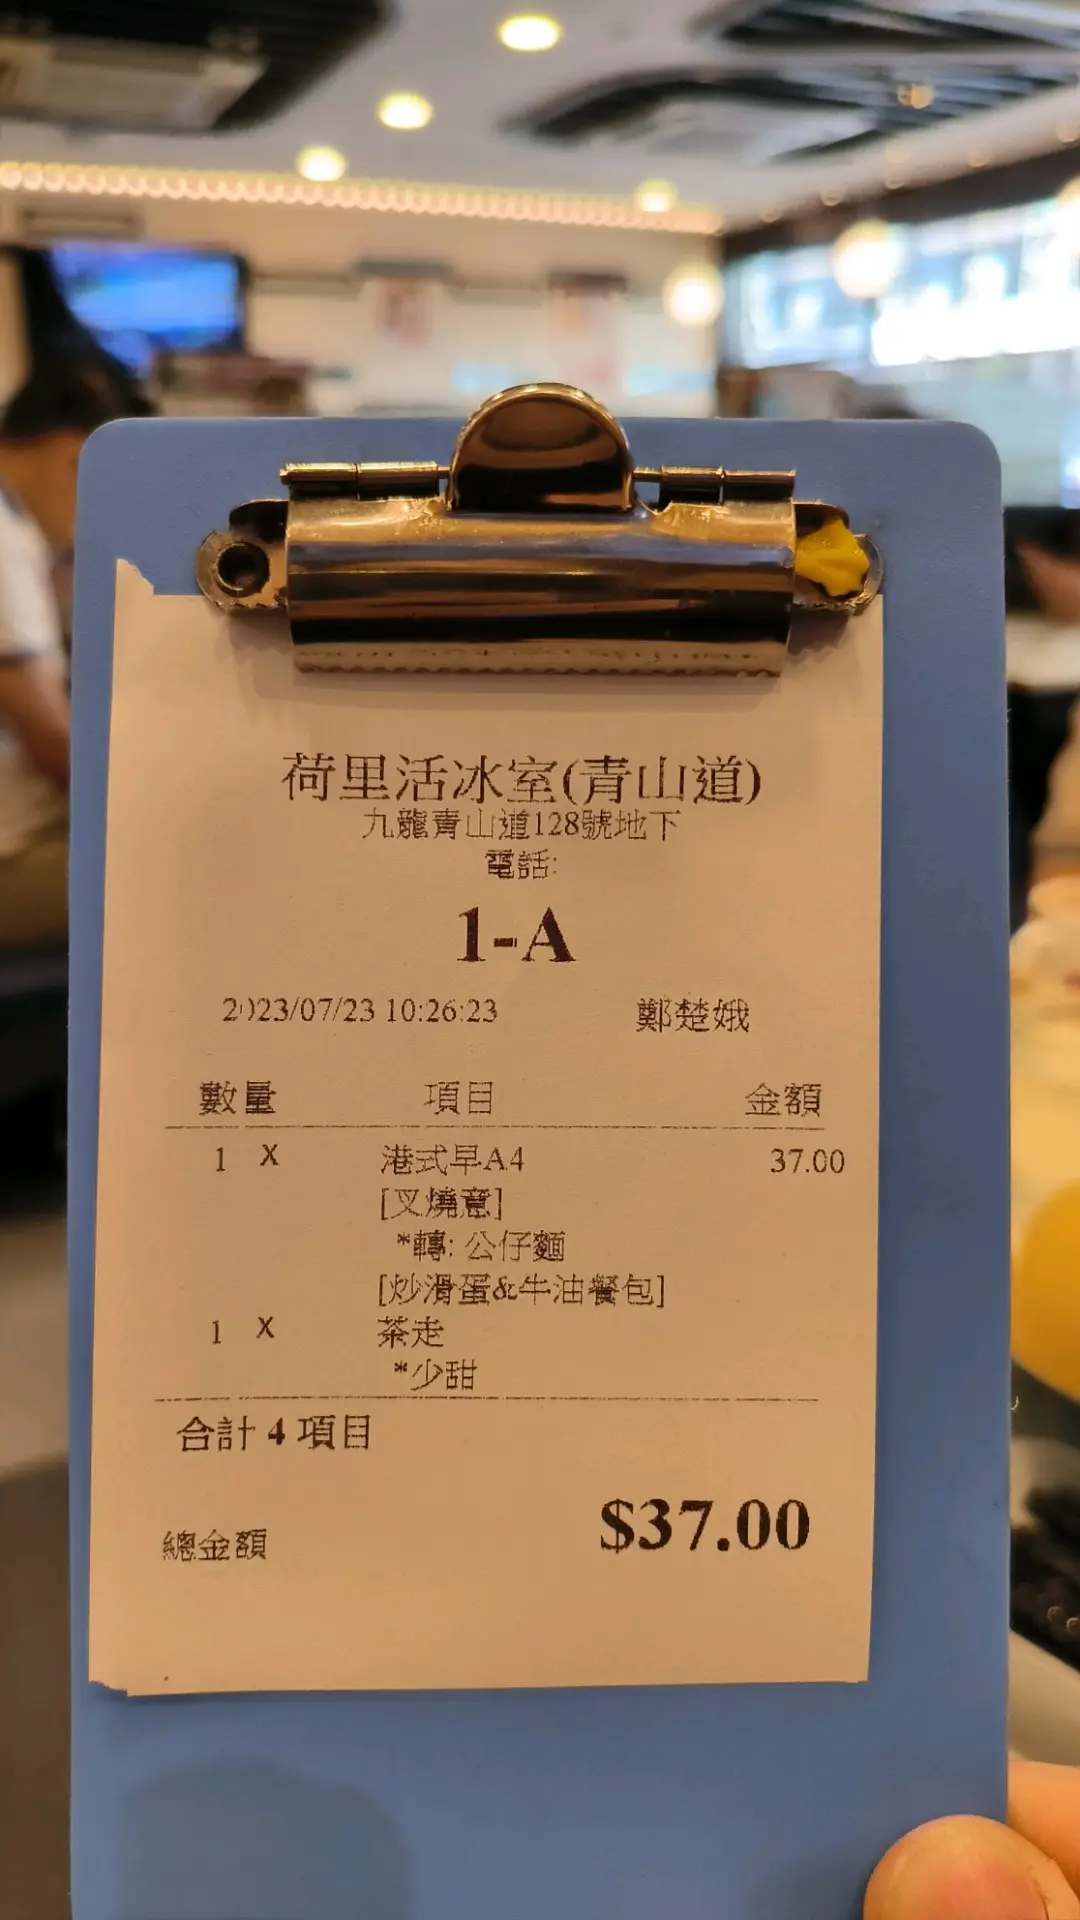 荷里活冰室(青山道)
九龍青山道128號地下
電話:
1-A
2023/07/23 10:26:23 鄭楚娥
數量 項目 金額
1 X 港式早A4 37.00
[叉燒意]
*轉: 公仔麵
[炒滑蛋&牛油餐包]
1 X 茶走
*少甜
合計 4 項目
總金額 $37.00